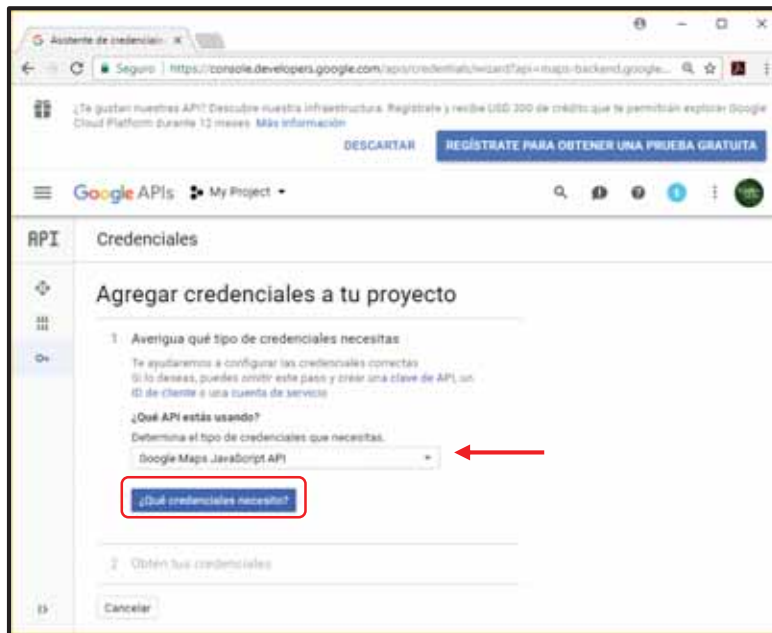 Asistente de credencial
Seguro | https://console.developers.google.com/apis/credentials/wizard?api=maps-backend.google...
¿Te gustan nuestras API? Descubre nuestra infraestructura. Regístrate y recibe USD 300 de crédito que te permitirán explorar Google
Cloud Platform durante 12 meses. Más información
DESCARTAR
REGÍSTRATE PARA OBTENER UNA PRUEBA GRATUITA
Google APIs
My Project
API
Credenciales
Agregar credenciales a tu proyecto
1 Averigua qué tipo de credenciales necesitas
Te ayudaremos a configurar las credenciales correctas
Si lo deseas, puedes omitir este paso y crear una clave de API, un
ID de cliente o una cuenta de servicio
¿Qué API estás usando?
Determina el tipo de credenciales que necesitas.
Google Maps JavaScript API
¿Qué credenciales necesito?
2 Obtén tus credenciales
Cancelar